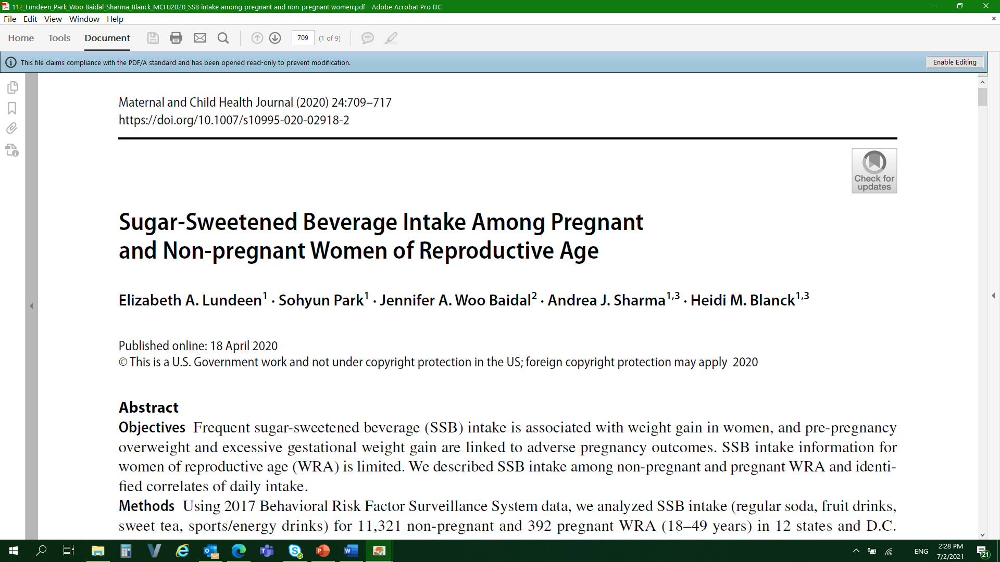 112_Lundeen_Park_Woo Baidal_Sharma_Blanck_MCHJ2020_SSB intake among pregnant and non-pregnant women.pdf - Adobe Acrobat Pro DC
File Edit View Window Help
Home Tools Document 709 (1 of 9)
This file claims compliance with the PDF/A standard and has been opened read-only to prevent modification. Enable Editing
Maternal and Child Health Journal (2020) 24:709–717
https://doi.org/10.1007/s10995-020-02918-2
Check for
updates
Sugar-Sweetened Beverage Intake Among Pregnant
and Non-pregnant Women of Reproductive Age
Elizabeth A. Lundeen1 · Sohyun Park1 · Jennifer A. Woo Baidal2 · Andrea J. Sharma1,3 · Heidi M. Blanck1,3
Published online: 18 April 2020
© This is a U.S. Government work and not under copyright protection in the US; foreign copyright protection may apply 2020
Abstract
Objectives Frequent sugar-sweetened beverage (SSB) intake is associated with weight gain in women, and pre-pregnancy
overweight and excessive gestational weight gain are linked to adverse pregnancy outcomes. SSB intake information for
women of reproductive age (WRA) is limited. We described SSB intake among non-pregnant and pregnant WRA and identi-
fied correlates of daily intake.
Methods Using 2017 Behavioral Risk Factor Surveillance System data, we analyzed SSB intake (regular soda, fruit drinks,
sweet tea, sports/energy drinks) for 11,321 non-pregnant and 392 pregnant WRA (18–49 years) in 12 states and D.C.
ENG
2:28 PM
7/2/2021
21